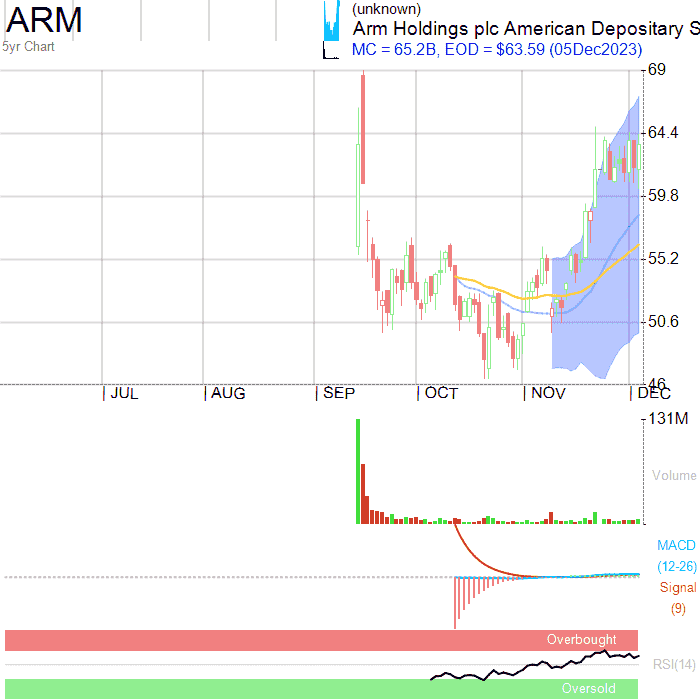 ARM
(unknown)
Arm Holdings plc American Depositary S
5yr Chart
MC = 65.2B, EOD = $63.59 (05Dec2023)
69
64.4
59.8
55.2
50.6
46
JUL AUG SEP OCT NOV DEC
131M
Volume
MACD
(12-26)
Signal
(9)
Overbought
RSI(14)
Oversold